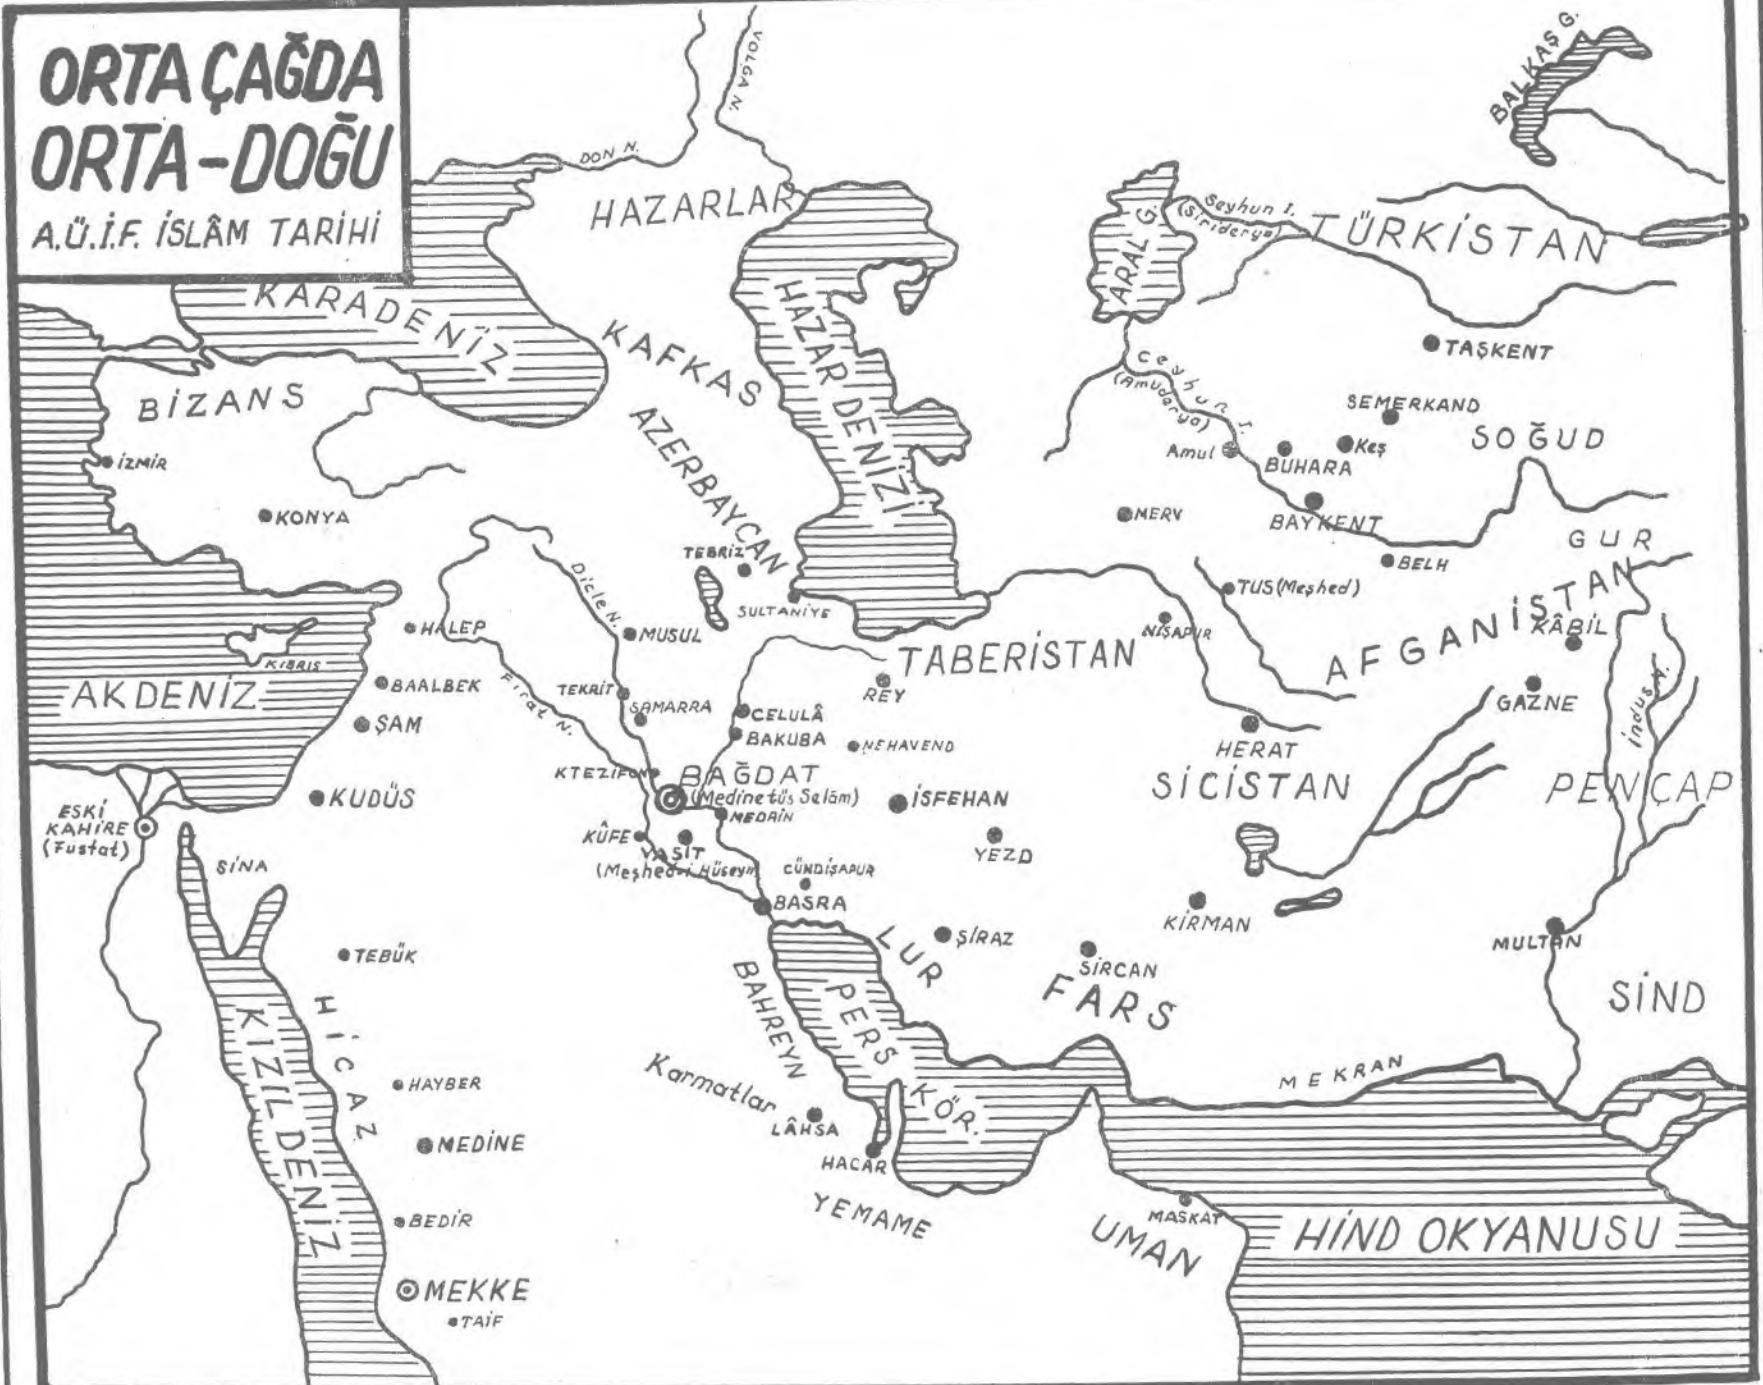 ORTA ÇAĞDA
ORTA-DOĞU
A.Ü.İ.F. İSLÂM TARİHİ
VOLGA N.
DON N.
HAZARLAR
BALKAŞ G.
ARAL G.
Seyhun I.
(Siriderya)
TÜRKİSTAN
KARADENİZ
KAFKAS
HAZAR DENİZİ
TAŞKENT
Ceyhun I.
(Amuderya)
BİZANS
AZERBAYCAN
SEMERKAND
SOĞUD
Keş
Amul
BUHARA
İZMİR
KONYA
MERV
BAYKENT
GUR
TEBRİZ
BELH
Dicle N.
SULTANİYE
TUS (Meşhed)
AFGANİSTAN
KÂBİL
HALEP
MUSUL
NİŞAPUR
TABERİSTAN
KIBRIS
AKDENİZ
BAALBEK
Fırat N.
TEKRİT
SAMARRA
REY
GAZNE
İndus N.
ŞAM
CELULÂ
BAKUBA
NEHAVEND
HERAT
KTEZİFON
BAĞDAT
(Medinetüs Selâm)
SİCİSTAN
PENÇAP
KUDÜS
İSFEHAN
ESKİ
KAHİRE
(Fustat)
MEDAİN
KÛFE
VASIT
(Meşhed-i Hüseyn)
YEZD
SİNA
CÜNDİŞAPUR
BASRA
KİRMAN
LUR
ŞİRAZ
MULTAN
TEBÜK
SİRCAN
FARS
SİND
BAHREYN
PERS KÖR.
HİCAZ
KIZIL DENİZ
Karmatlar
MEKRAN
HAYBER
LÂHSA
MEDİNE
HACAR
YEMAME
MASKAT
UMAN
HİND OKYANUSU
BEDİR
MEKKE
TAİF